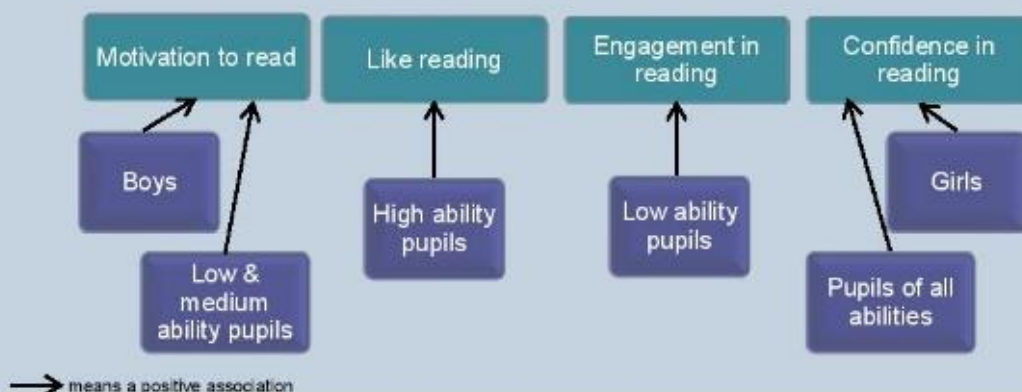 Motivation to read
Like reading
Engagement in
reading
Confidence in
reading
Boys
Girls
High ability
pupils
Low ability
pupils
Low &
medium
ability pupils
Pupils of all
abilities
means a positive association